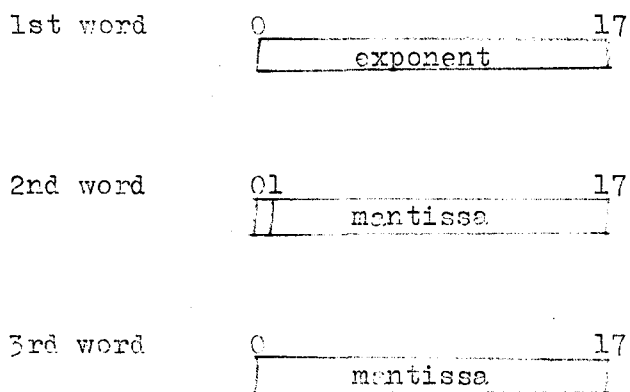 1st word 0 17
exponent
2nd word 01 17
mantissa
3rd word 0 17
mantissa